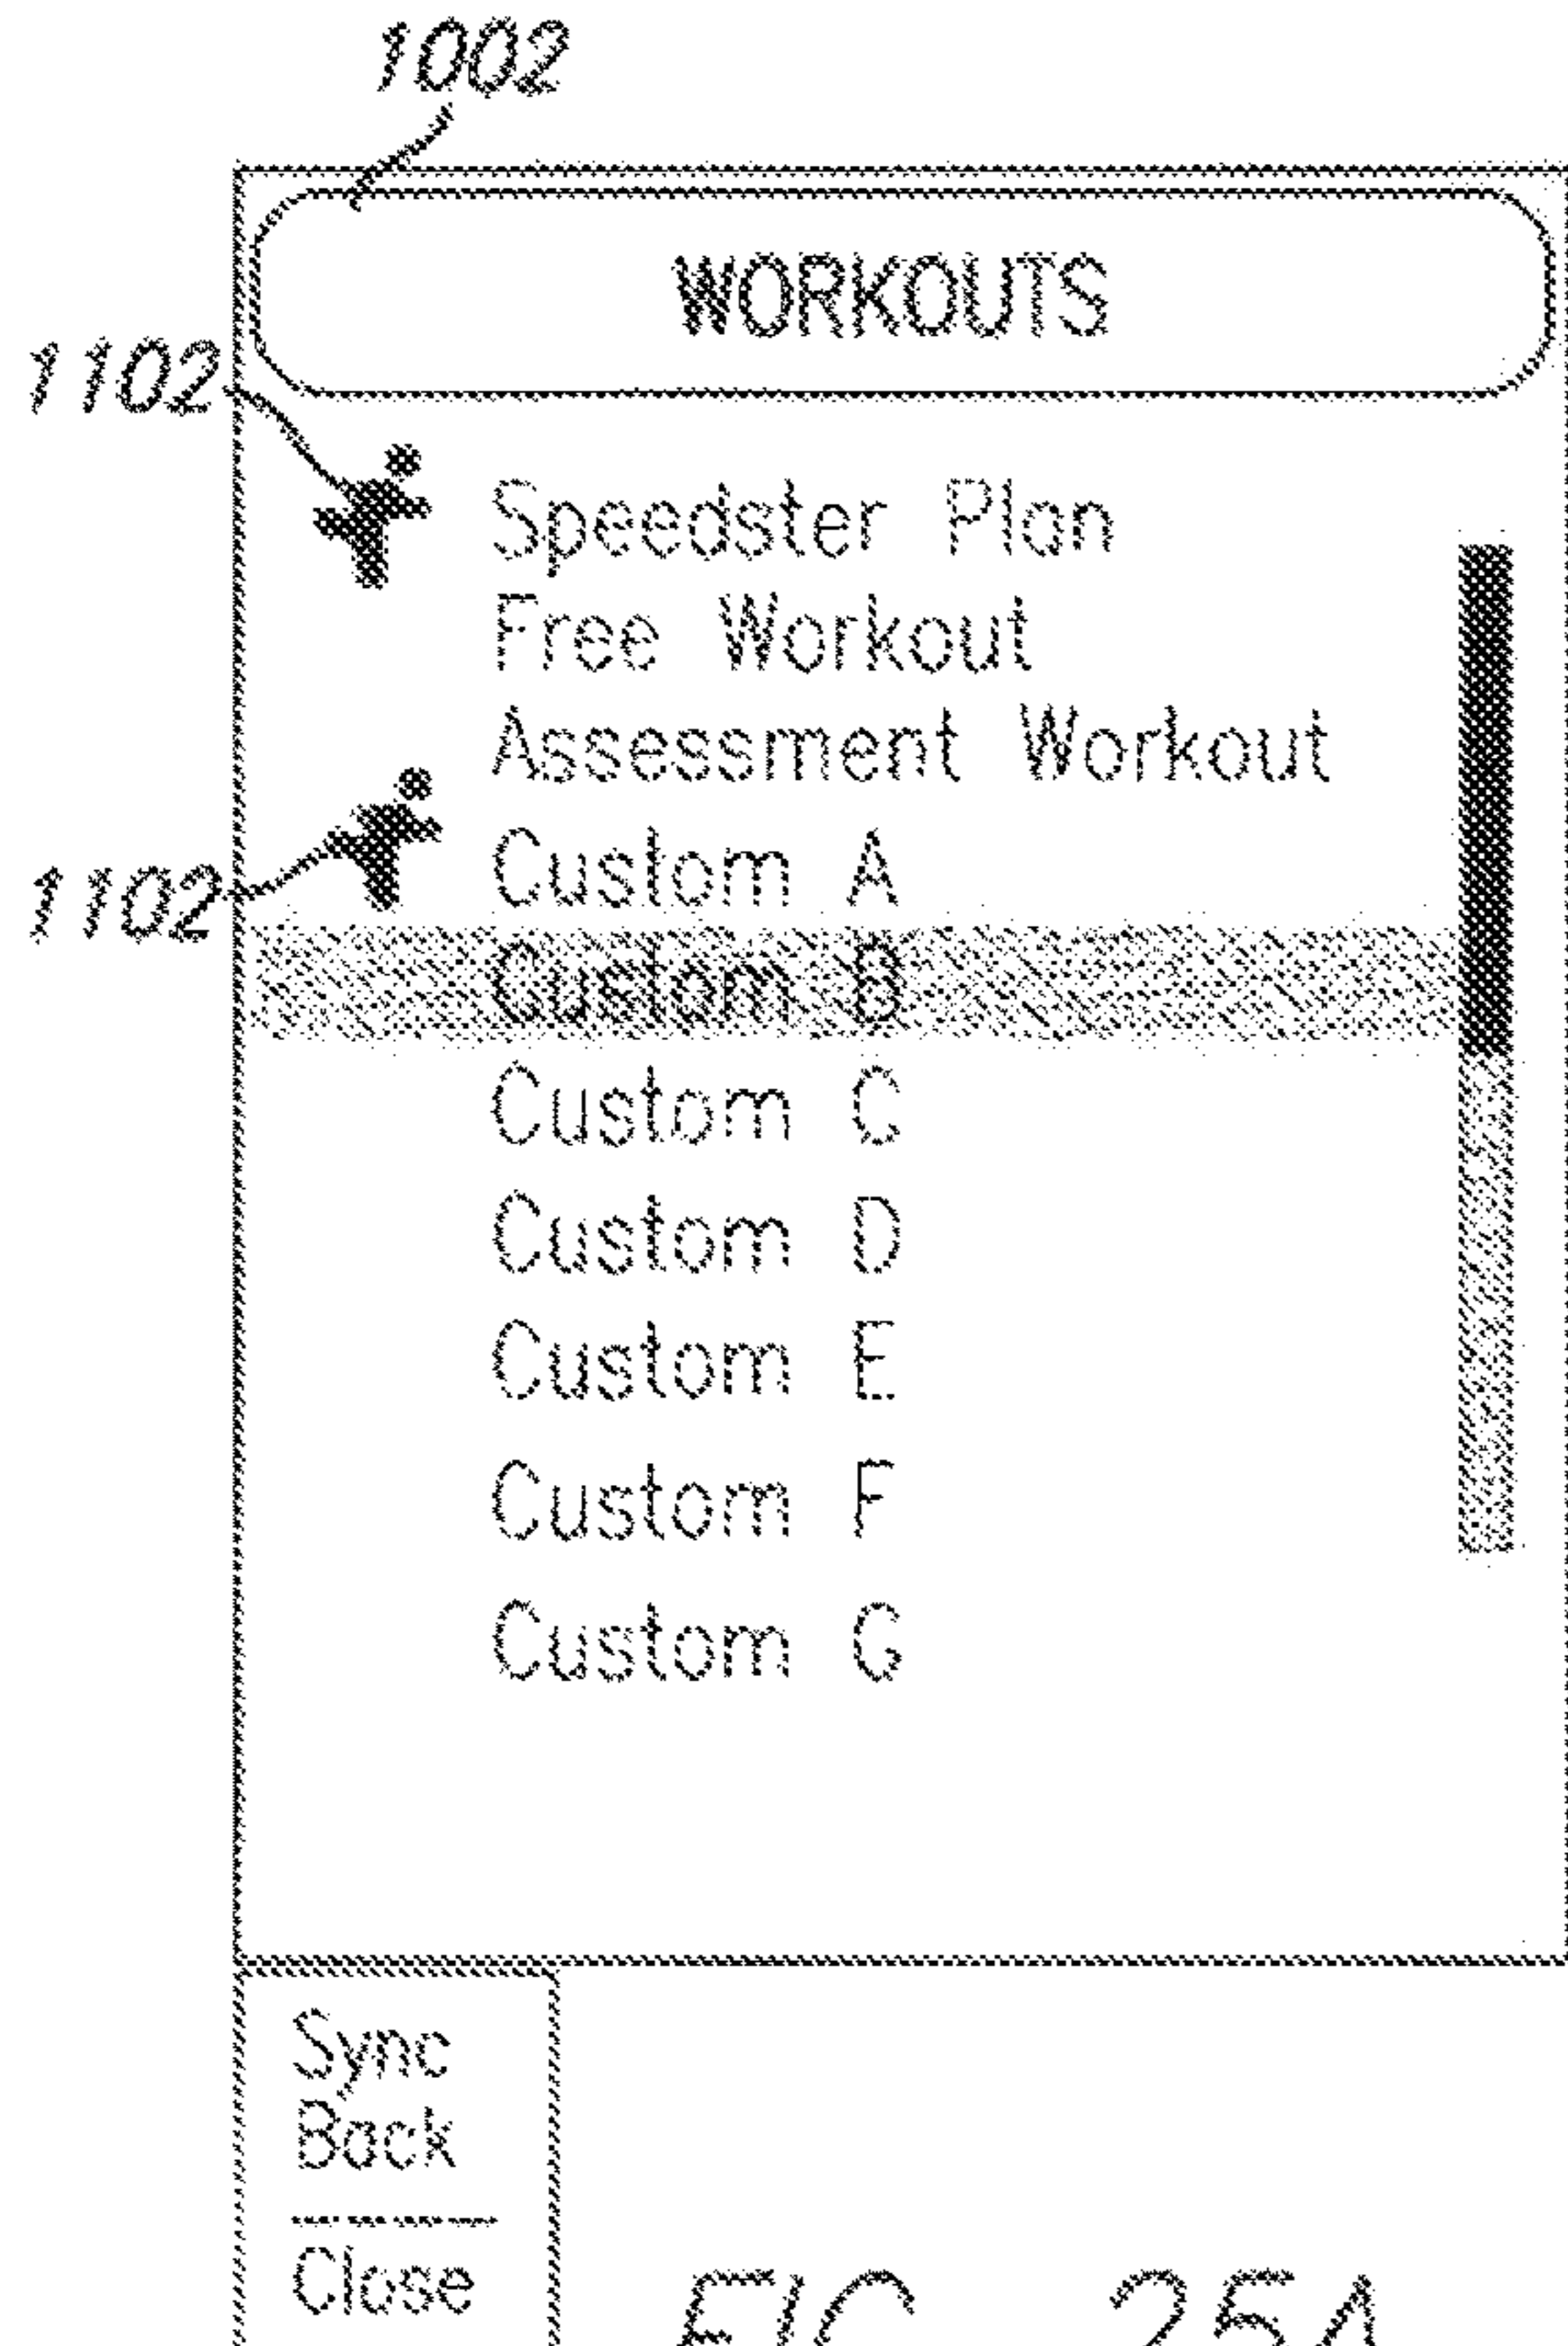 1002
WORKOUTS
1102
Speedster Plan
Free Workout
Assessment Workout
Custom A
1102
Custom B
Custom C
Custom D
Custom E
Custom F
Custom G
Sync
Back
Close
FIG. 25A